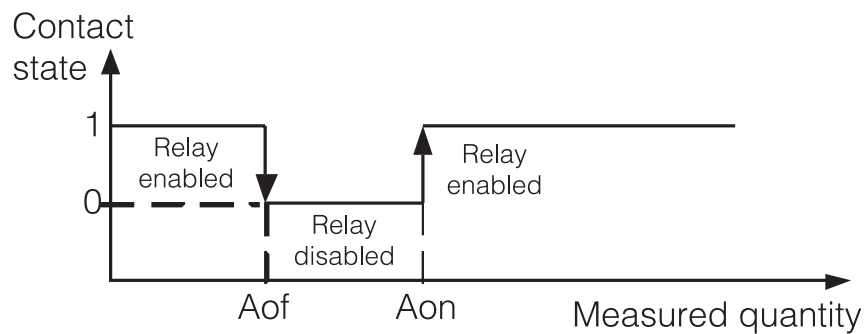 Contact
state
1
Relay
enabled
Relay
enabled
0
Relay
disabled
Aof
Aon
Measured quantity